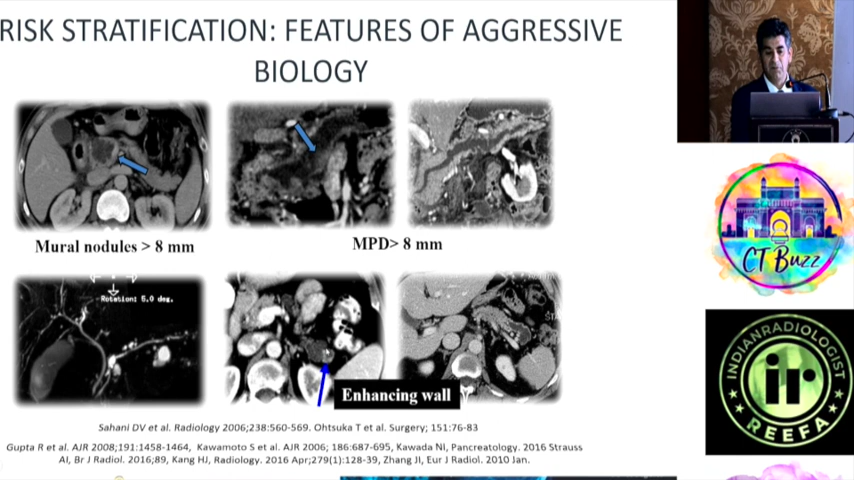 RISK STRATIFICATION: FEATURES OF AGGRESSIVE
BIOLOGY
Mural nodules > 8 mm
MPD> 8 mm
Rotation: 5.0 deg.
STA
Enhancing wall
Sahani DV et al. Radiology 2006;238:560-569. Ohtsuka T et al. Surgery; 151:76-83
Gupta R et al. AJR 2008;191:1458-1464, Kawamoto S et al. AJR 2006; 186:687-695, Kawada NI, Pancreatology. 2016 Strauss
AI, Br J Radiol. 2016;89, Kang HJ, Radiology. 2016 Apr;279(1):128-39, Zhang JI, Eur J Radiol. 2010 Jan.
CT Buzz
INDIANRADIOLOGIST
ir
REEFA